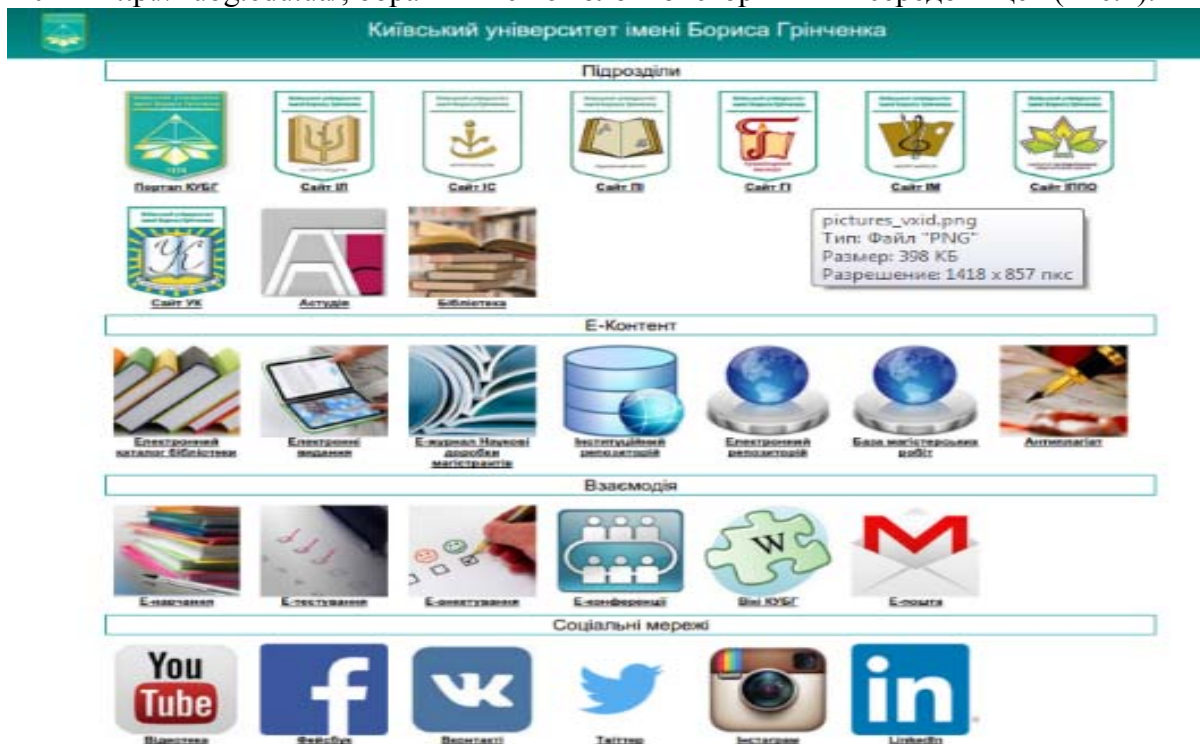 Київський університет імені Бориса Грінченка
Підрозділи
Портал КУБГ
Сайт ІЛ
Сайт ІС
Сайт ПІ
Сайт ГІ
Сайт ІМ
Сайт ІППО
Сайт УК
Астудія
Бібліотека
pictures_vxid.png
Тип: Файл "PNG"
Размер: 398 КБ
Разрешение: 1418 x 857 пкс
Е-Контент
Електронний
каталог бібліотеки
Електронні
видання
Е-журнал Наукові
доробки
магістрантів
Інституційний
репозиторій
Електронний
репозиторій
База магістерських
робіт
Антиплагіат
Взаємодія
Е-навчання
Е-тестування
Е-анкетування
Е-конференції
W
Вікі КУБГ
Е-пошта
Соціальні мережі
You
Tube
Відеотека
f
Фейсбук
Вконтакті
Твіттер
Інстаграм
in
LinkedIn